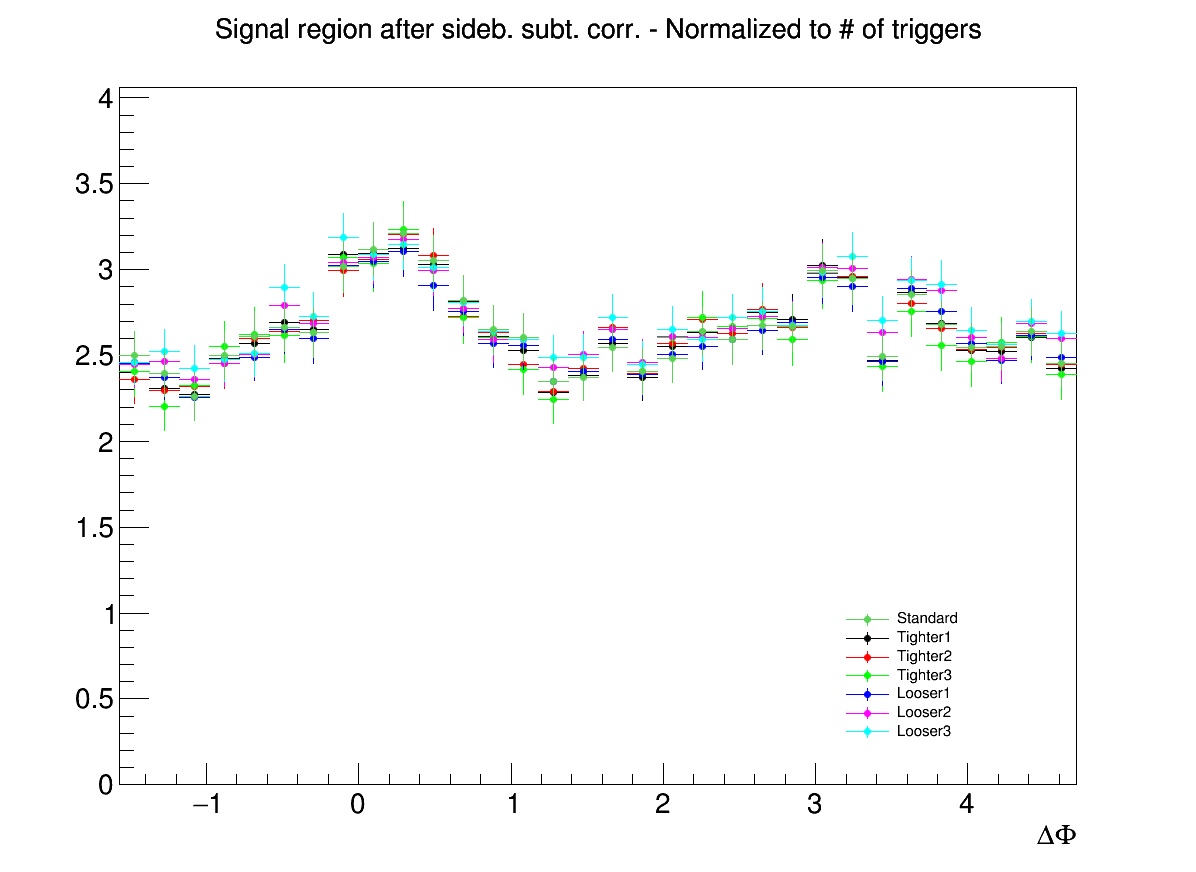 Signal region after sideb. subt. corr. - Normalized to # of triggers
4
3.5
3
2.5
2
1.5
1
0.5
0
−1 0 1 2 3 4
ΔΦ
Standard
Tighter1
Tighter2
Tighter3
Looser1
Looser2
Looser3